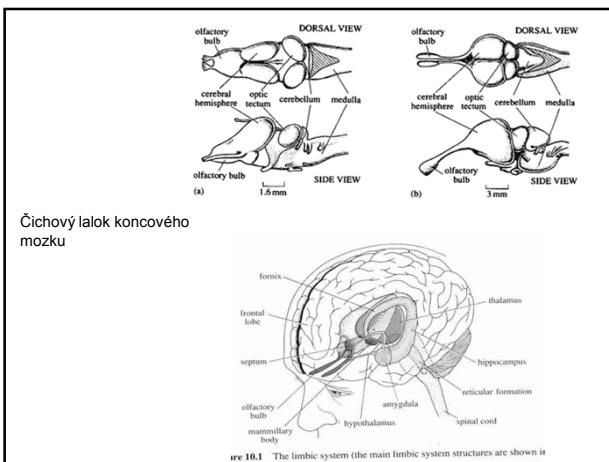 olfactory
bulb
DORSAL VIEW
cerebral
hemisphere
optic
tectum
cerebellum
medulla
olfactory bulb
SIDE VIEW
(a)
1.6 mm
DORSAL VIEW
olfactory
bulb
cerebral
hemisphere
optic
tectum
cerebellum
medulla
olfactory
bulb
SIDE VIEW
(b)
3 mm
Čichový lalok koncového
mozku
fornix
thalamus
frontal
lobe
septum
hippocampus
reticular formation
amygdala
olfactory
bulb
hypothalamus
spinal cord
mammillary
body
ure 10.1 The limbic system (the main limbic system structures are shown in